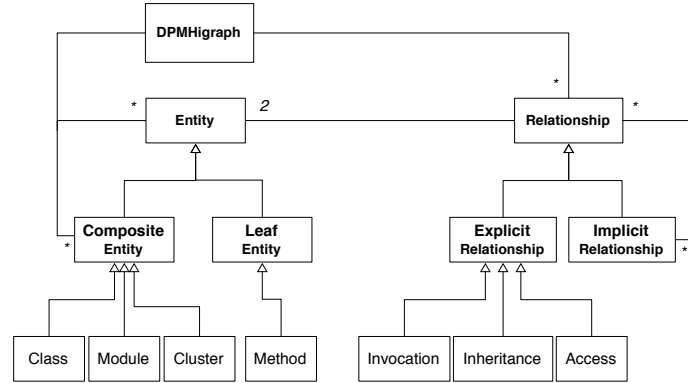 DPMHigraph
*
* 2 *
Entity
Relationship
Composite
Entity
Leaf
Entity
Explicit
Relationship
Implicit
Relationship
* *
Class
Module
Cluster
Method
Invocation
Inheritance
Access